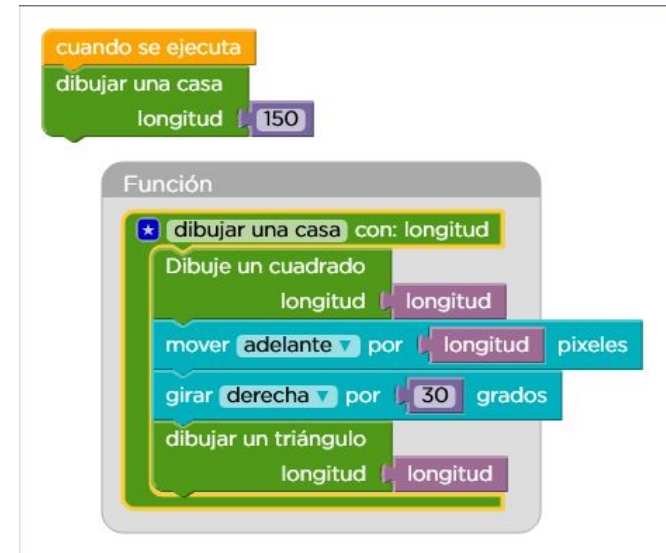 cuando se ejecuta
dibujar una casa
longitud 150
Función
dibujar una casa con: longitud
Dibuje un cuadrado
longitud longitud
mover adelante por longitud pixeles
girar derecha por 30 grados
dibujar un triángulo
longitud longitud